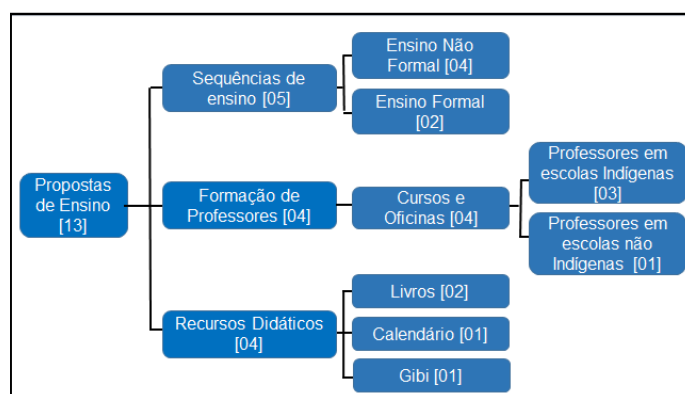 Propostas
de Ensino
[13]
Sequências de
ensino [05]
Ensino Não
Formal [04]
Ensino Formal
[02]
Formação de
Professores [04]
Cursos e
Oficinas [04]
Professores em
escolas Indígenas
[03]
Professores em
escolas não
Indígenas [01]
Recursos Didáticos
[04]
Livros [02]
Calendário [01]
Gibi [01]